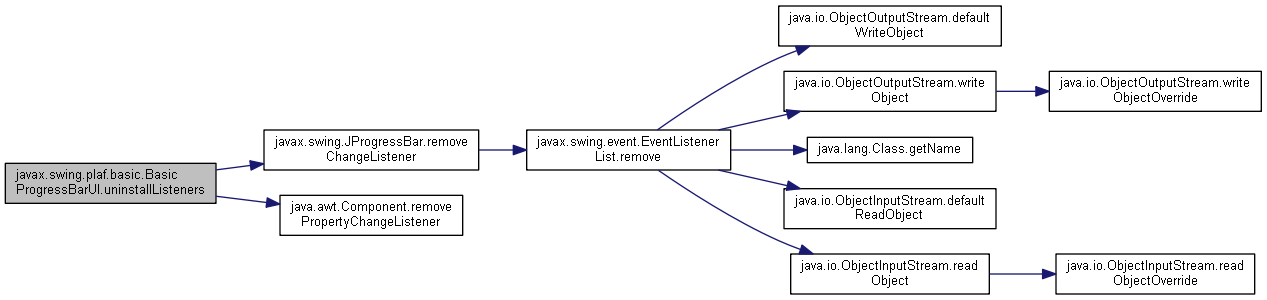 javax.swing.plaf.basic.Basic
ProgressBarUI.uninstallListeners
javax.swing.JProgressBar.remove
ChangeListener
java.awt.Component.remove
PropertyChangeListener
javax.swing.event.EventListener
List.remove
java.io.ObjectOutputStream.default
WriteObject
java.io.ObjectOutputStream.write
Object
java.io.ObjectOutputStream.write
ObjectOverride
java.lang.Class.getName
java.io.ObjectInputStream.default
ReadObject
java.io.ObjectInputStream.read
Object
java.io.ObjectInputStream.read
ObjectOverride